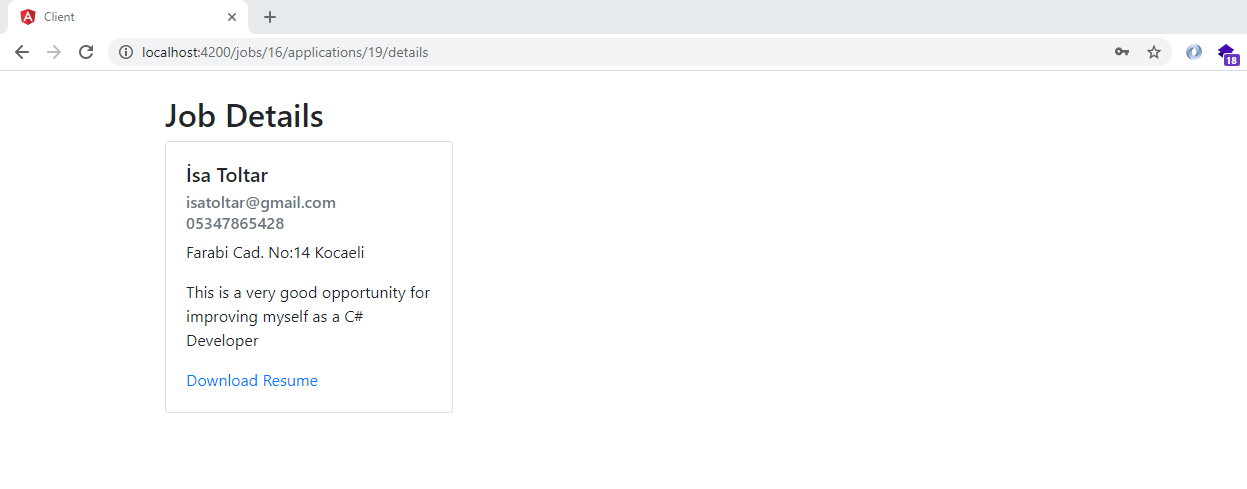 Client
localhost:4200/jobs/16/applications/19/details
18
Job Details
İsa Toltar
isatoltar@gmail.com
05347865428
Farabi Cad. No:14 Kocaeli
This is a very good opportunity for
improving myself as a C#
Developer
Download Resume